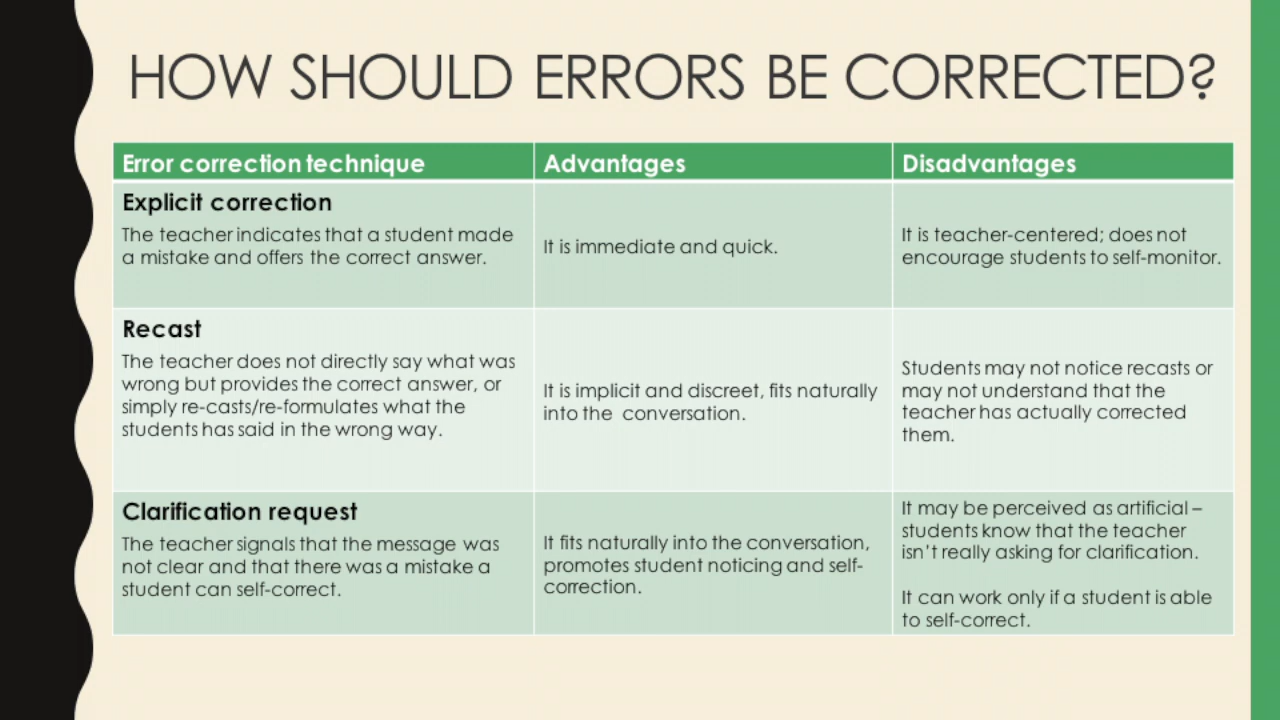 HOW SHOULD ERRORS BE CORRECTED?
Error correction technique
Advantages
Disadvantages
Explicit correction
The teacher indicates that a student made
a mistake and offers the correct answer.
It is immediate and quick.
It is teacher-centered; does not
encourage students to self-monitor.
Recast
The teacher does not directly say what was
wrong but provides the correct answer, or
simply re-casts/re-formulates what the
students has said in the wrong way.
It is implicit and discreet, fits naturally
into the conversation.
Students may not notice recasts or
may not understand that the
teacher has actually corrected
them.
Clarification request
The teacher signals that the message was
not clear and that there was a mistake a
student can self-correct.
It fits naturally into the conversation,
promotes student noticing and self-
correction.
It may be perceived as artificial –
students know that the teacher
isn't really asking for clarification.
It can work only if a student is able
to self-correct.